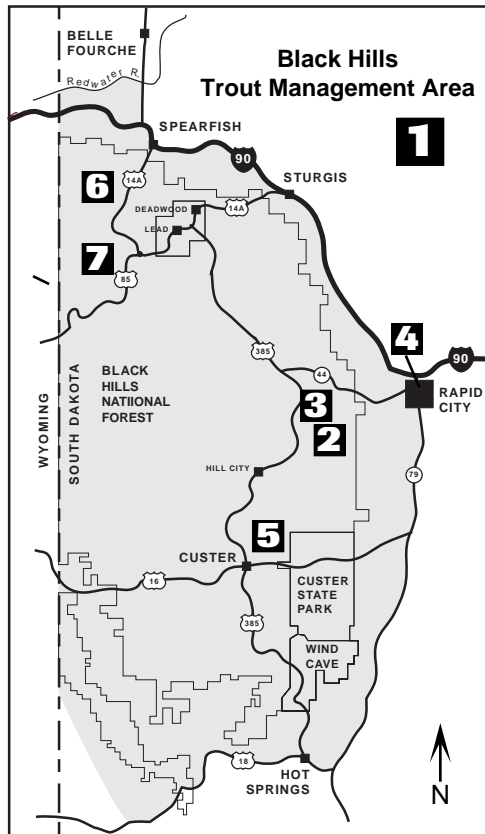 BELLE
FOURCHE
Redwater R.
Black Hills
Trout Management Area
1
SPEARFISH
90
6
14A
STURGIS
DEADWOOD
14A
LEAD
7
85
4
385
90
44
BLACK
HILLS
NATIIONAL
FOREST
3
RAPID
CITY
WYOMING
SOUTH DAKOTA
2
HILL CITY
79
5
CUSTER
16
CUSTER
STATE
PARK
385
WIND
CAVE
18
HOT
SPRINGS
N